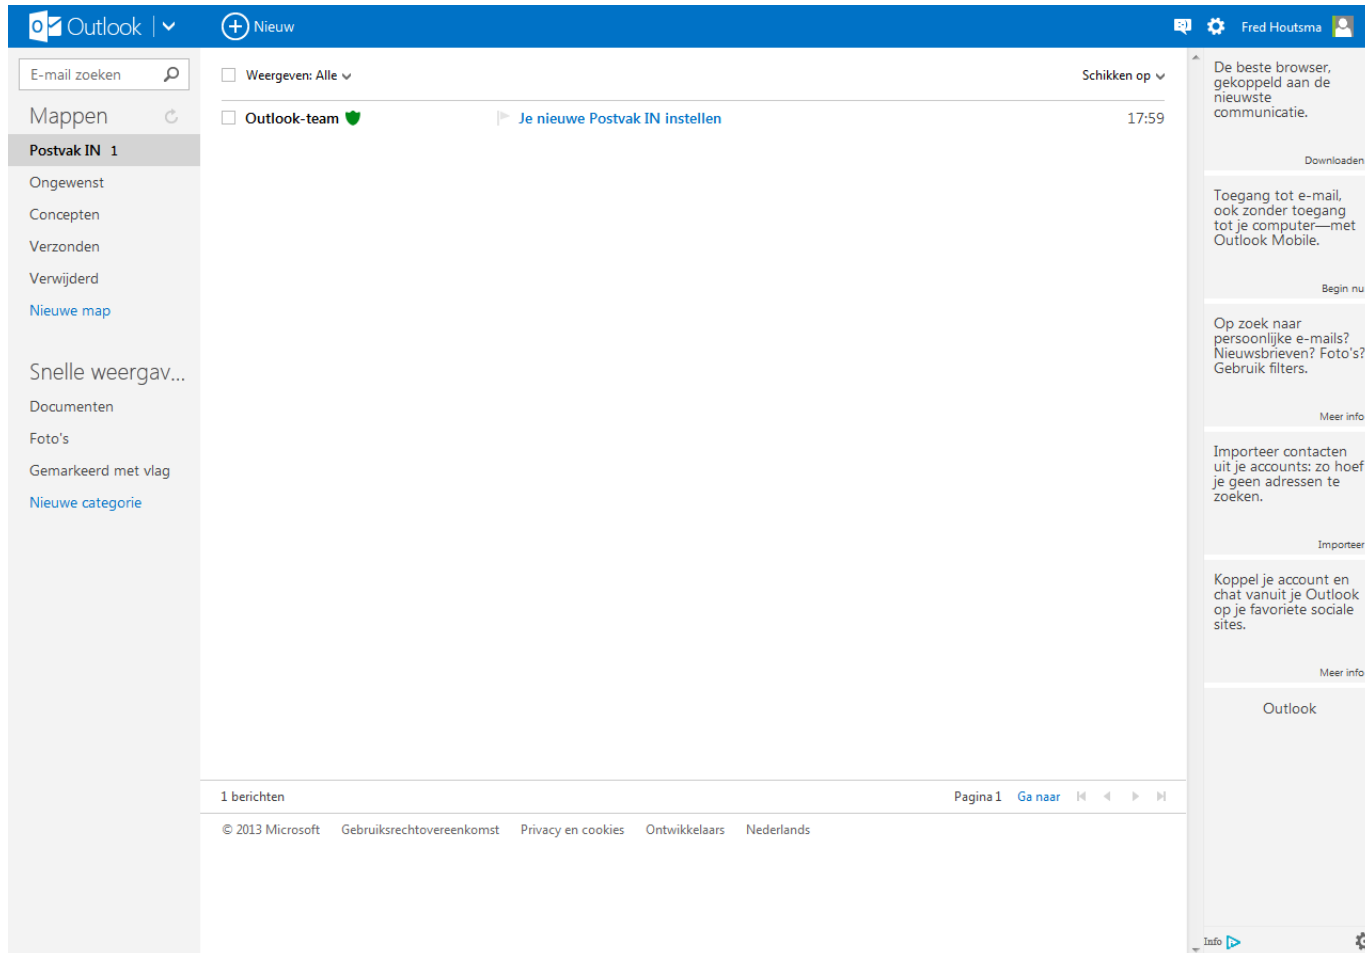 Outlook
Nieuw
Fred Houtsma
E-mail zoeken
Mappen
Postvak IN 1
Ongewenst
Concepten
Verzonden
Verwijderd
Nieuwe map
Snelle weergav...
Documenten
Foto's
Gemarkeerd met vlag
Nieuwe categorie
Weergeven: Alle
Schikken op
Outlook-team Je nieuwe Postvak IN instellen 17:59
1 berichten
Pagina 1 Ga naar
© 2013 Microsoft Gebruiksrechtovereenkomst Privacy en cookies Ontwikkelaars Nederlands
De beste browser,
gekoppeld aan de
nieuwste
communicatie.
Downloaden
Toegang tot e-mail,
ook zonder toegang
tot je computer—met
Outlook Mobile.
Begin nu
Op zoek naar
persoonlijke e-mails?
Nieuwsbrieven? Foto's?
Gebruik filters.
Meer info
Importeer contacten
uit je accounts: zo hoef
je geen adressen te
zoeken.
Importeer
Koppel je account en
chat vanuit je Outlook
op je favoriete sociale
sites.
Meer info
Outlook
Info